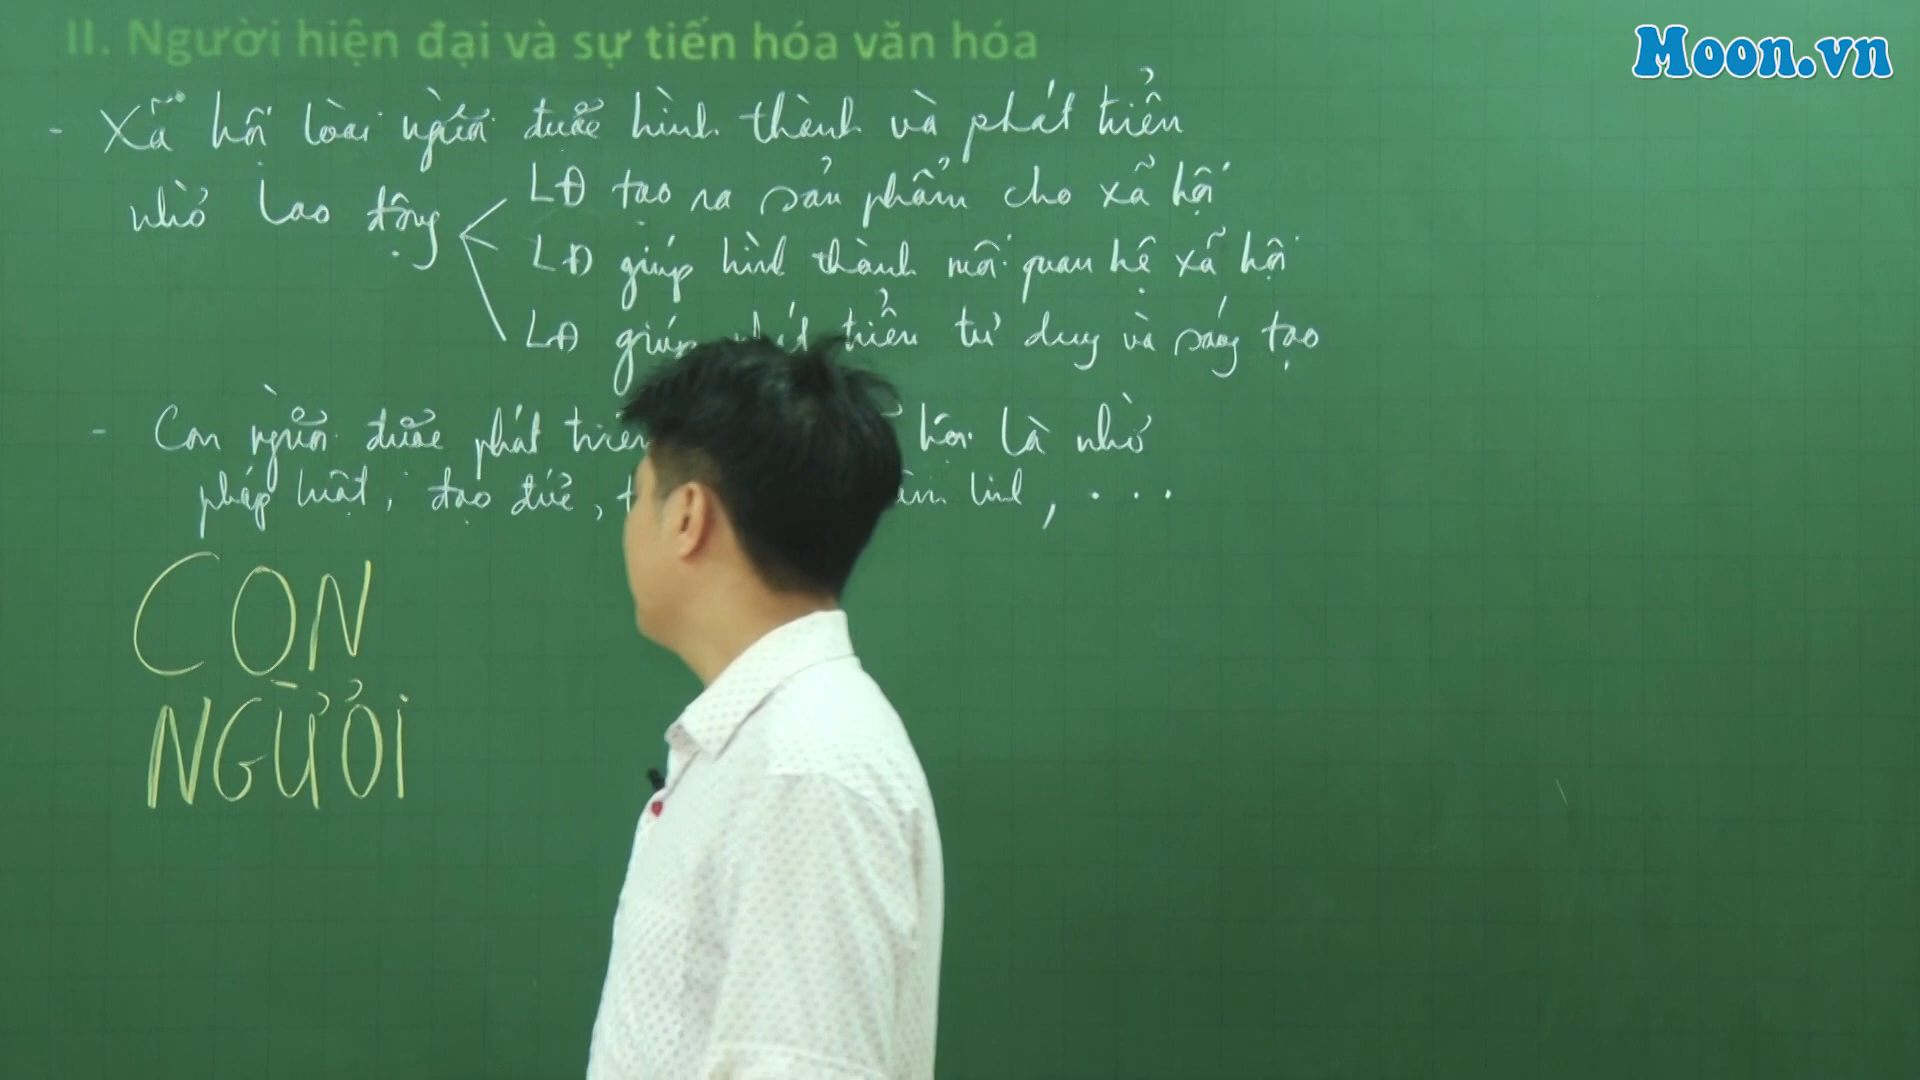 II. Người hiện đại và sự tiến hóa văn hóa
Moon.vn
- Xã hội loài người được hình thành và phát triển
nhờ lao động
LĐ tạo ra sản phẩm cho xã hội
LĐ giúp hình thành mối quan hệ xã hội
LĐ giúp phát triển tư duy và sáng tạo
- Con người được phát triển hội là nhờ
pháp luật, đạo đức, linh, ...
CON
NGƯỜI